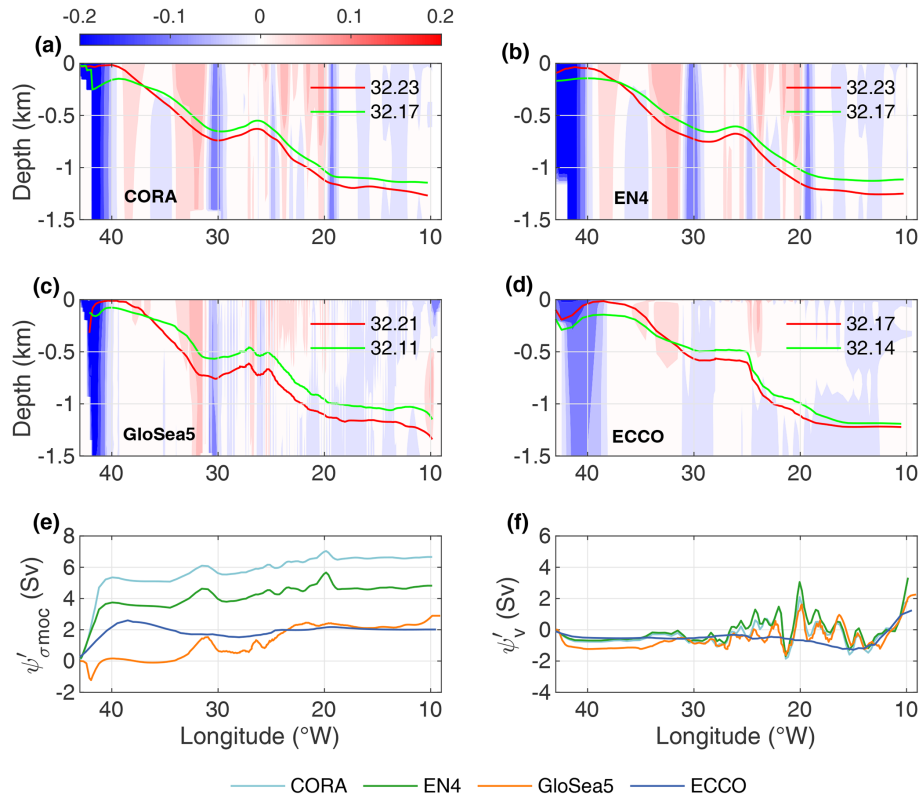 -0.2 -0.1 0 0.1 0.2
(a) (b)
0 0
32.23 32.23
32.17 32.17
Depth (km)
-0.5 -0.5
-1 -1
CORA EN4
-1.5 -1.5
40 30 20 10 40 30 20 10
(c) (d)
0 0
32.21 32.17
32.11 32.14
Depth (km)
-0.5 -0.5
-1 -1
GloSea5 ECCO
-1.5 -1.5
40 30 20 10 40 30 20 10
(e) (f)
8 6
6 4
4 2
2 0
0 -2
-2 -4
ψ′σmoc (Sv) ψ′v (Sv)
40 30 20 10 40 30 20 10
Longitude (°W) Longitude (°W)
CORA EN4 GloSea5 ECCO